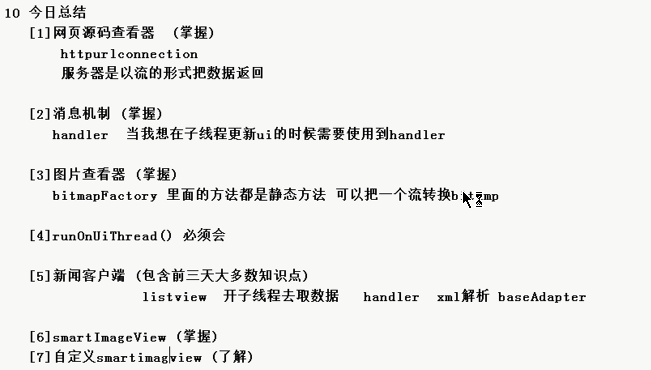 10 今日总结
[1]网页源码查看器 （掌握）
httpurlconnection
服务器是以流的形式把数据返回
[2]消息机制（掌握）
handler 当我想在子线程更新ui的时候需要使用到handler
[3]图片查看器（掌握）
bitmapFactory 里面的方法都是静态方法 可以把一个流转换
[4]runOnUiThread() 必须会
[5]新闻客户端（包含前三天大多数知识点）
listview 开子线程去取数据 handler xml解析 baseAdapter
[6]smartImageView（掌握）
[7]自定义smartimagview（了解）